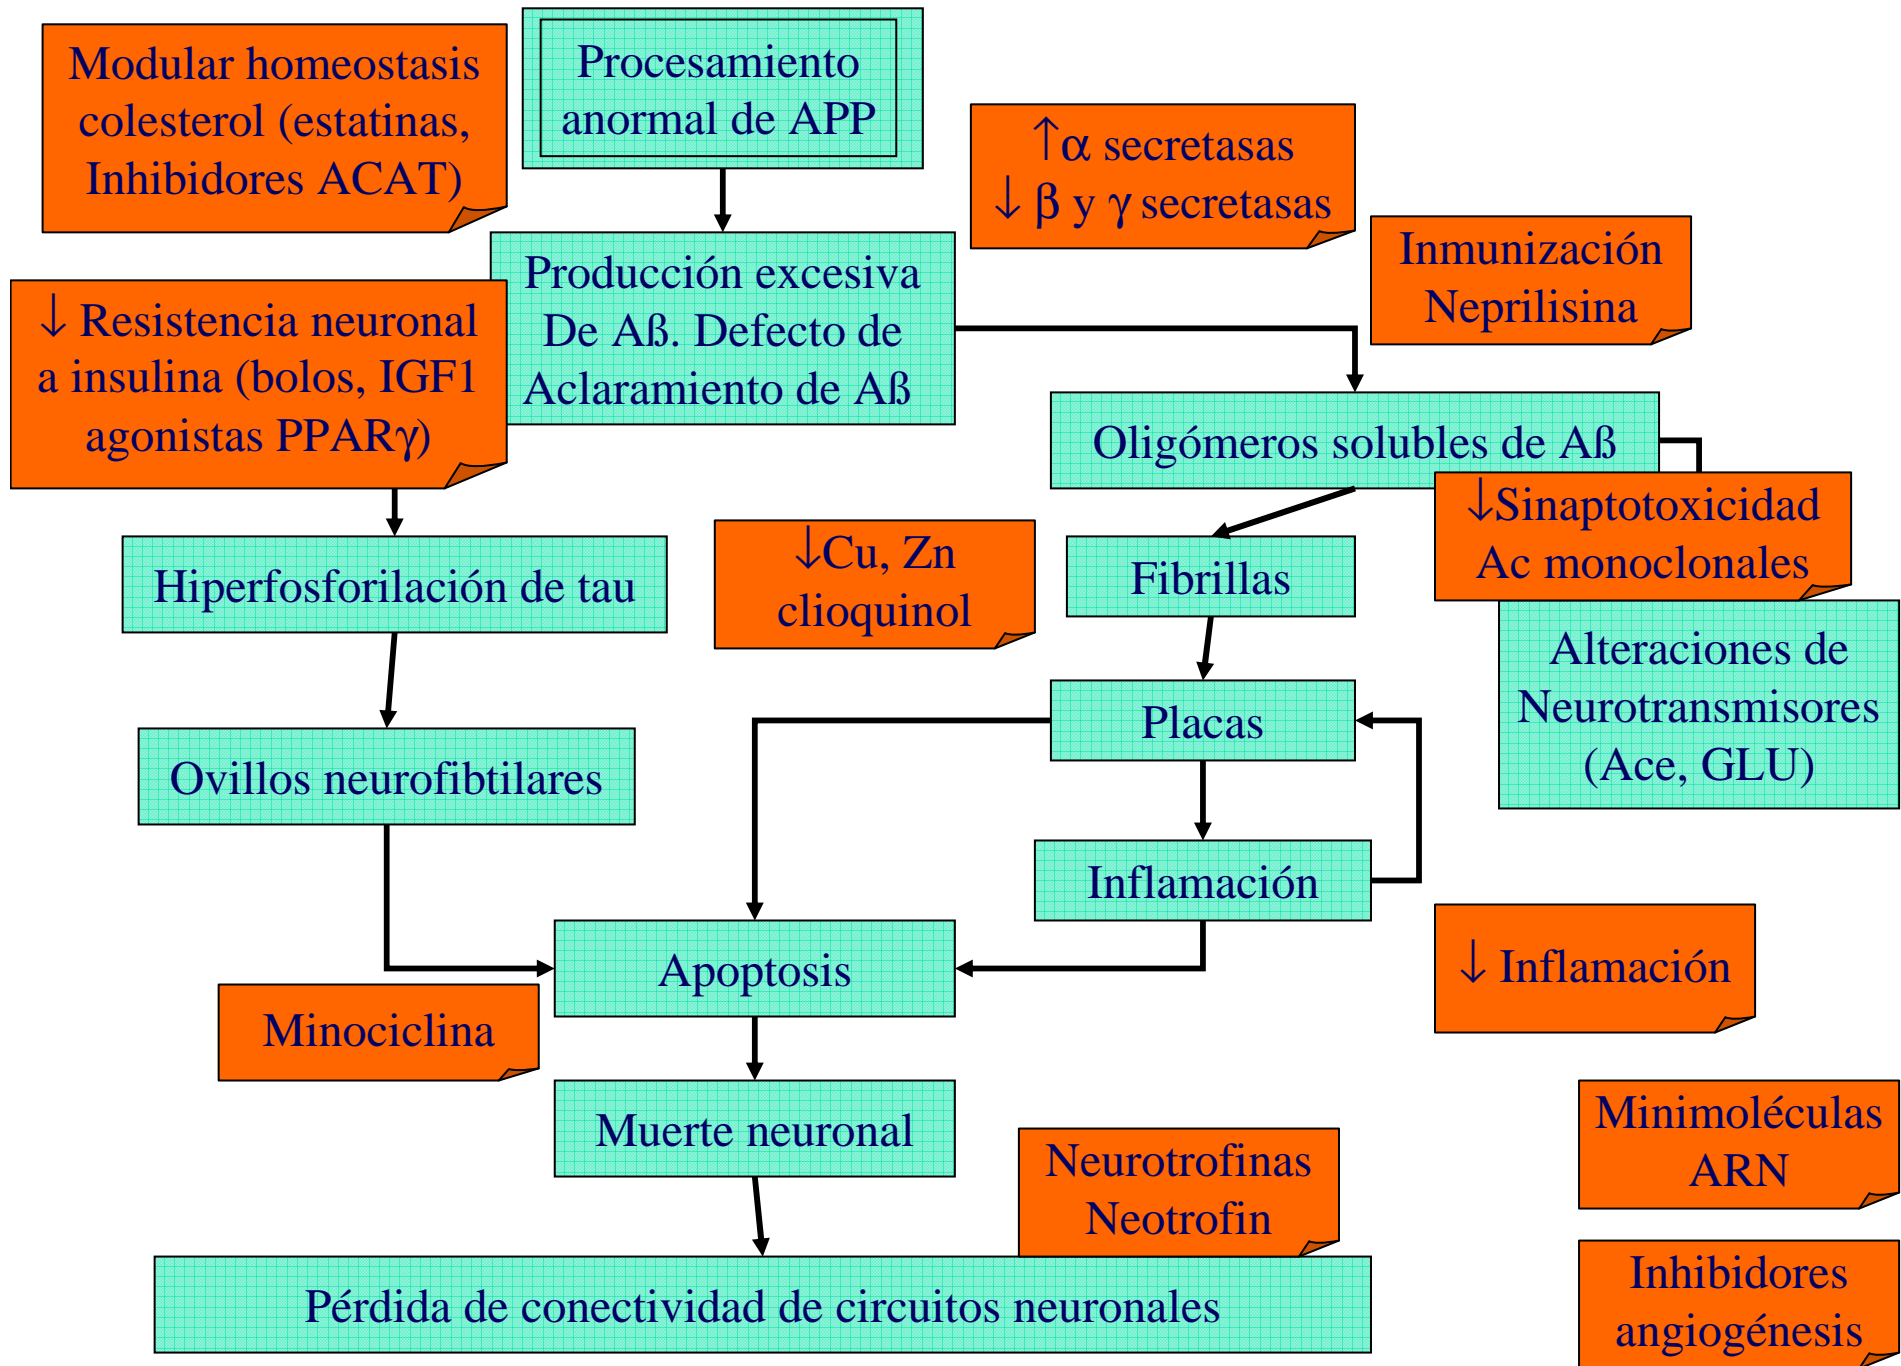 Modular homeostasis
colesterol (estatinas,
Inhibidores ACAT)
Procesamiento
anormal de APP
↑α secretasas
↓ β y γ secretasas
Inmunización
Neprilisina
Producción excesiva
De Aß. Defecto de
Aclaramiento de Aß
↓ Resistencia neuronal
a insulina (bolos, IGF1
agonistas PPARγ)
Oligómeros solubles de Aß
↓Sinaptotoxicidad
Ac monoclonales
Hiperfosforilación de tau
↓Cu, Zn
clioquinol
Fibrillas
Alteraciones de
Neurotransmisores
(Ace, GLU)
Placas
Ovillos neurofibtilares
Inflamación
Apoptosis
↓ Inflamación
Minociclina
Muerte neuronal
Neurotrofinas
Neotrofin
Minimoléculas
ARN
Pérdida de conectividad de circuitos neuronales
Inhibidores
angiogénesis